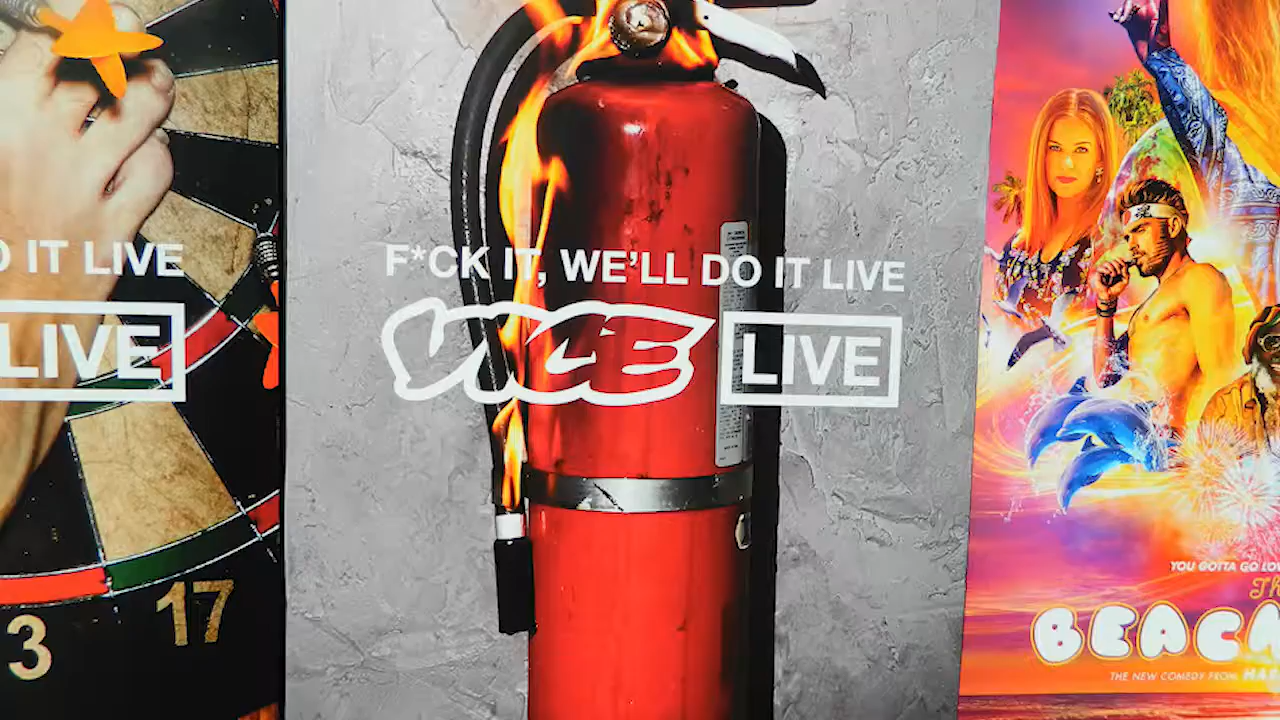 O IT LIVE
LIVE
3
17
F*CK IT, WE'LL DO IT LIVE
VICE LIVE
YOU GOTTA GO LOW
BEACH
THE NEW COMEDY FROM